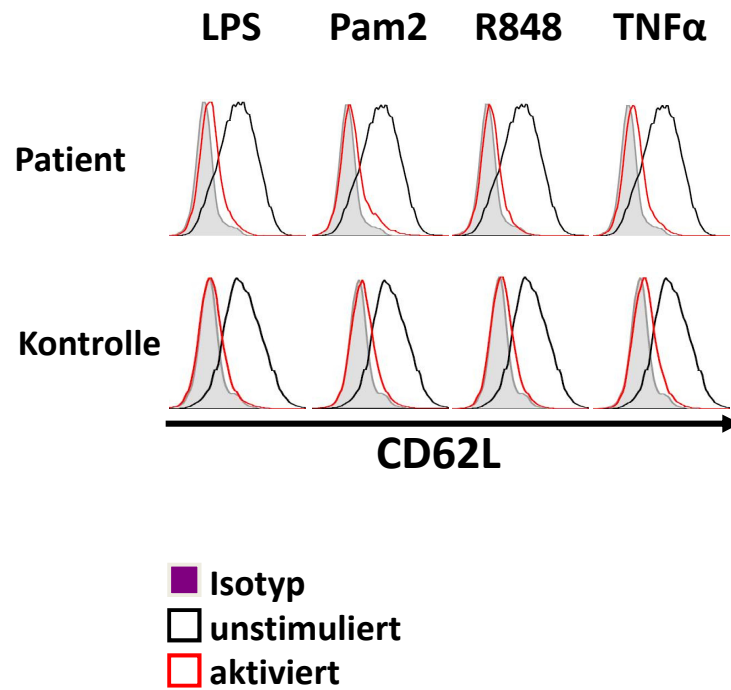 LPS Pam2 R848 TNFα
Patient
Kontrolle
CD62L
Isotyp
unstimuliert
aktiviert